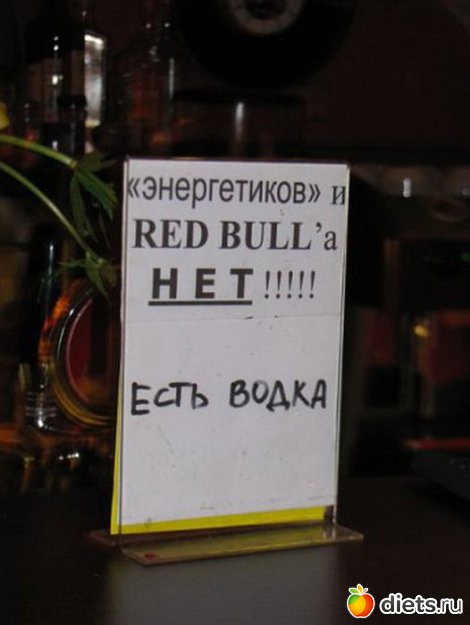 «энергетиков» и
RED BULL’а
НЕТ!!!!!
ЕСТЬ ВОДКА
diets.ru